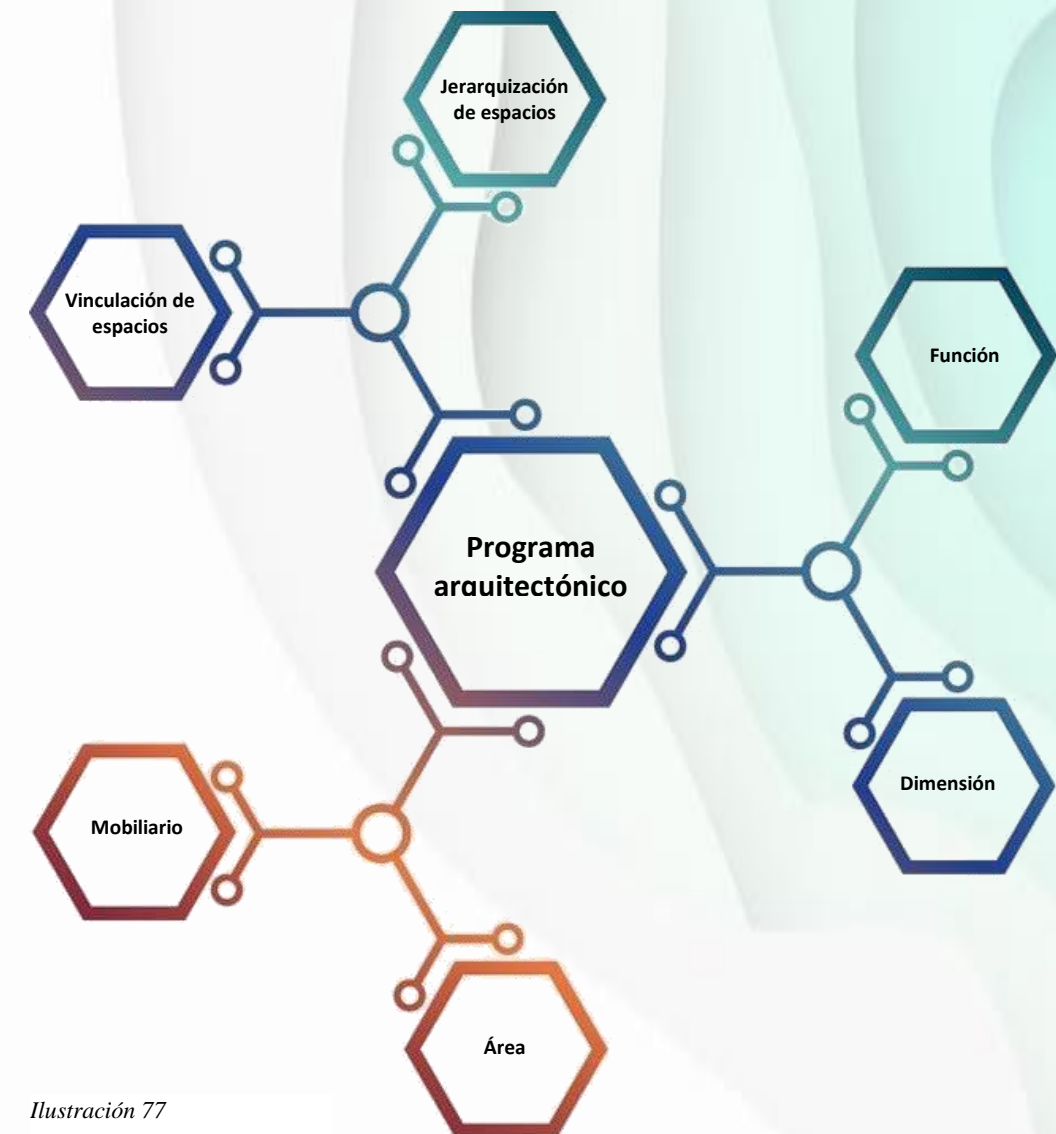 Jerarquización
de espacios
Vinculación de
espacios
Función
Programa
arquitectónico
Dimensión
Mobiliario
Área
Ilustración 77